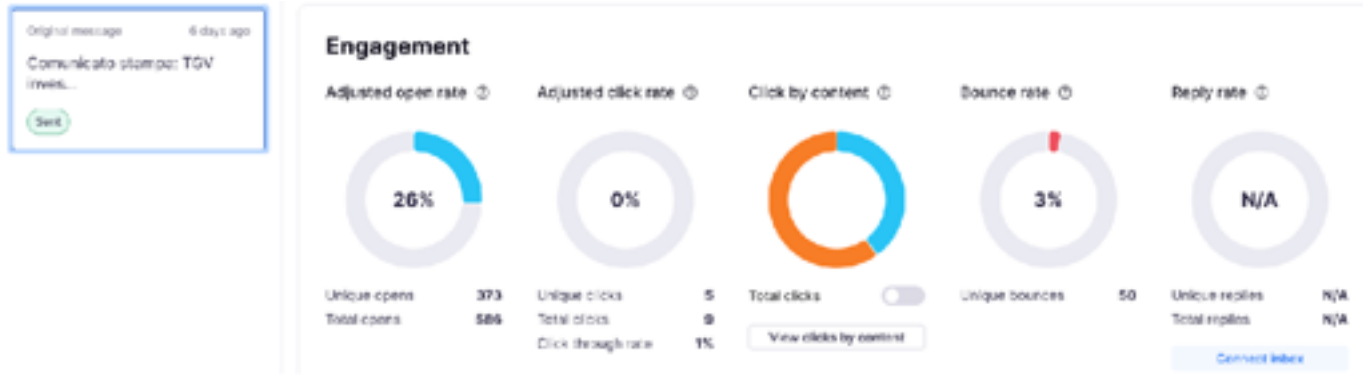 Original message 6 days ago
Comunicato stampa: TGV
inves...
Sent
Engagement
Adjusted open rate
Adjusted click rate
Click by content
Bounce rate
Reply rate
26%
0%
3%
N/A
Unique opens 373
Total opens 586
Unique clicks 5
Total clicks 9
Click through rate 1%
Total clicks
View clicks by content
Unique bounces 50
Unique replies N/A
Total replies N/A
Connect inbox